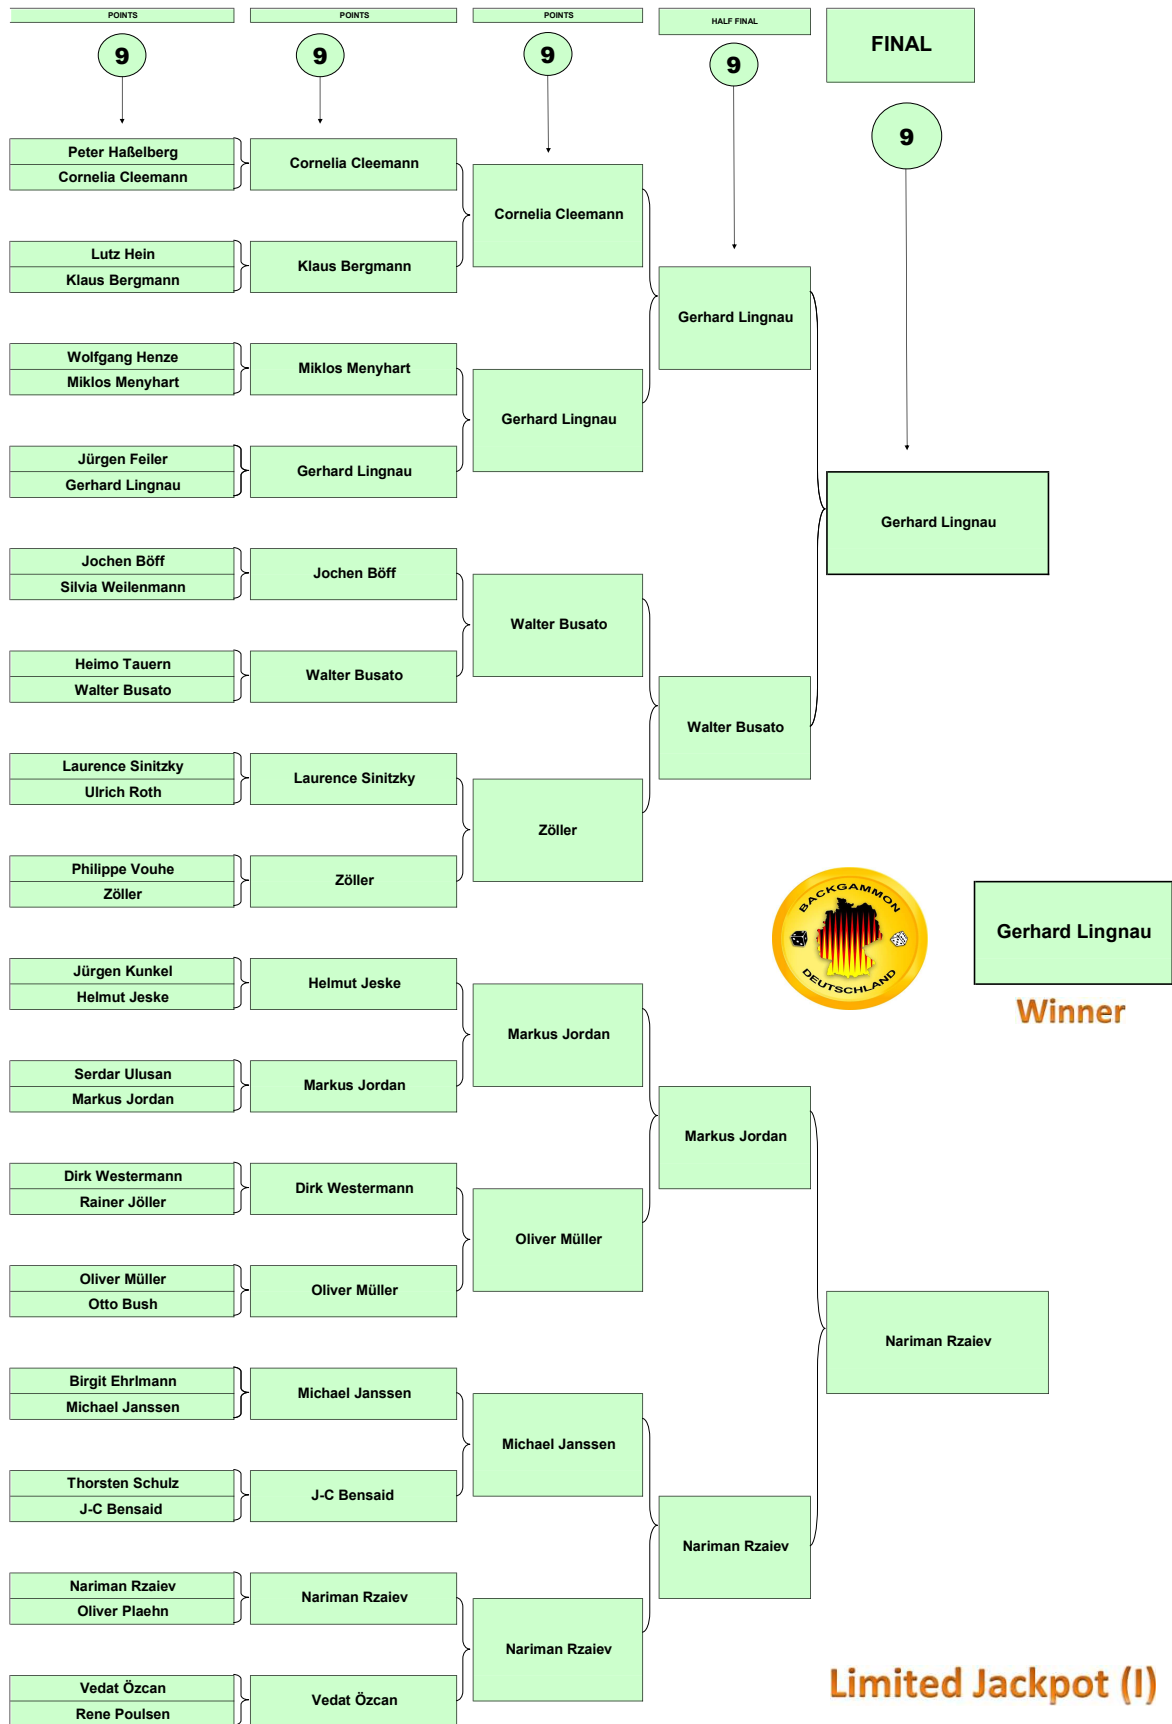 POINTS
POINTS
POINTS
HALF FINAL
FINAL
9
9
9
9
9
Peter Haßelberg
Cornelia Cleemann
Lutz Hein
Klaus Bergmann
Wolfgang Henze
Miklos Menyhart
Jürgen Feiler
Gerhard Lingnau
Jochen Böff
Silvia Weilenmann
Heimo Tauern
Walter Busato
Laurence Sinitzky
Ulrich Roth
Philippe Vouhe
Zöller
Jürgen Kunkel
Helmut Jeske
Serdar Ulusan
Markus Jordan
Dirk Westermann
Rainer Jöller
Oliver Müller
Otto Bush
Birgit Ehrlmann
Michael Janssen
Thorsten Schulz
J-C Bensaid
Nariman Rzaiev
Oliver Plaehn
Vedat Özcan
Rene Poulsen
Cornelia Cleemann
Klaus Bergmann
Miklos Menyhart
Gerhard Lingnau
Jochen Böff
Walter Busato
Laurence Sinitzky
Zöller
Helmut Jeske
Markus Jordan
Dirk Westermann
Oliver Müller
Michael Janssen
J-C Bensaid
Nariman Rzaiev
Vedat Özcan
Cornelia Cleemann
Gerhard Lingnau
Walter Busato
Zöller
Markus Jordan
Oliver Müller
Michael Janssen
Nariman Rzaiev
Gerhard Lingnau
Walter Busato
Markus Jordan
Nariman Rzaiev
Gerhard Lingnau
Nariman Rzaiev
BACKGAMMON
DEUTSCHLAND
Gerhard Lingnau
Winner
Limited Jackpot (I)